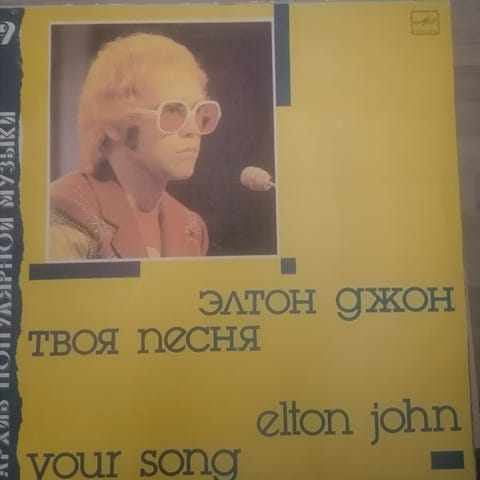 9
АРХИВ ПОПУЛЯРНОЙ МУЗЫКИ
элтон джон
твоя песня
elton john
your song